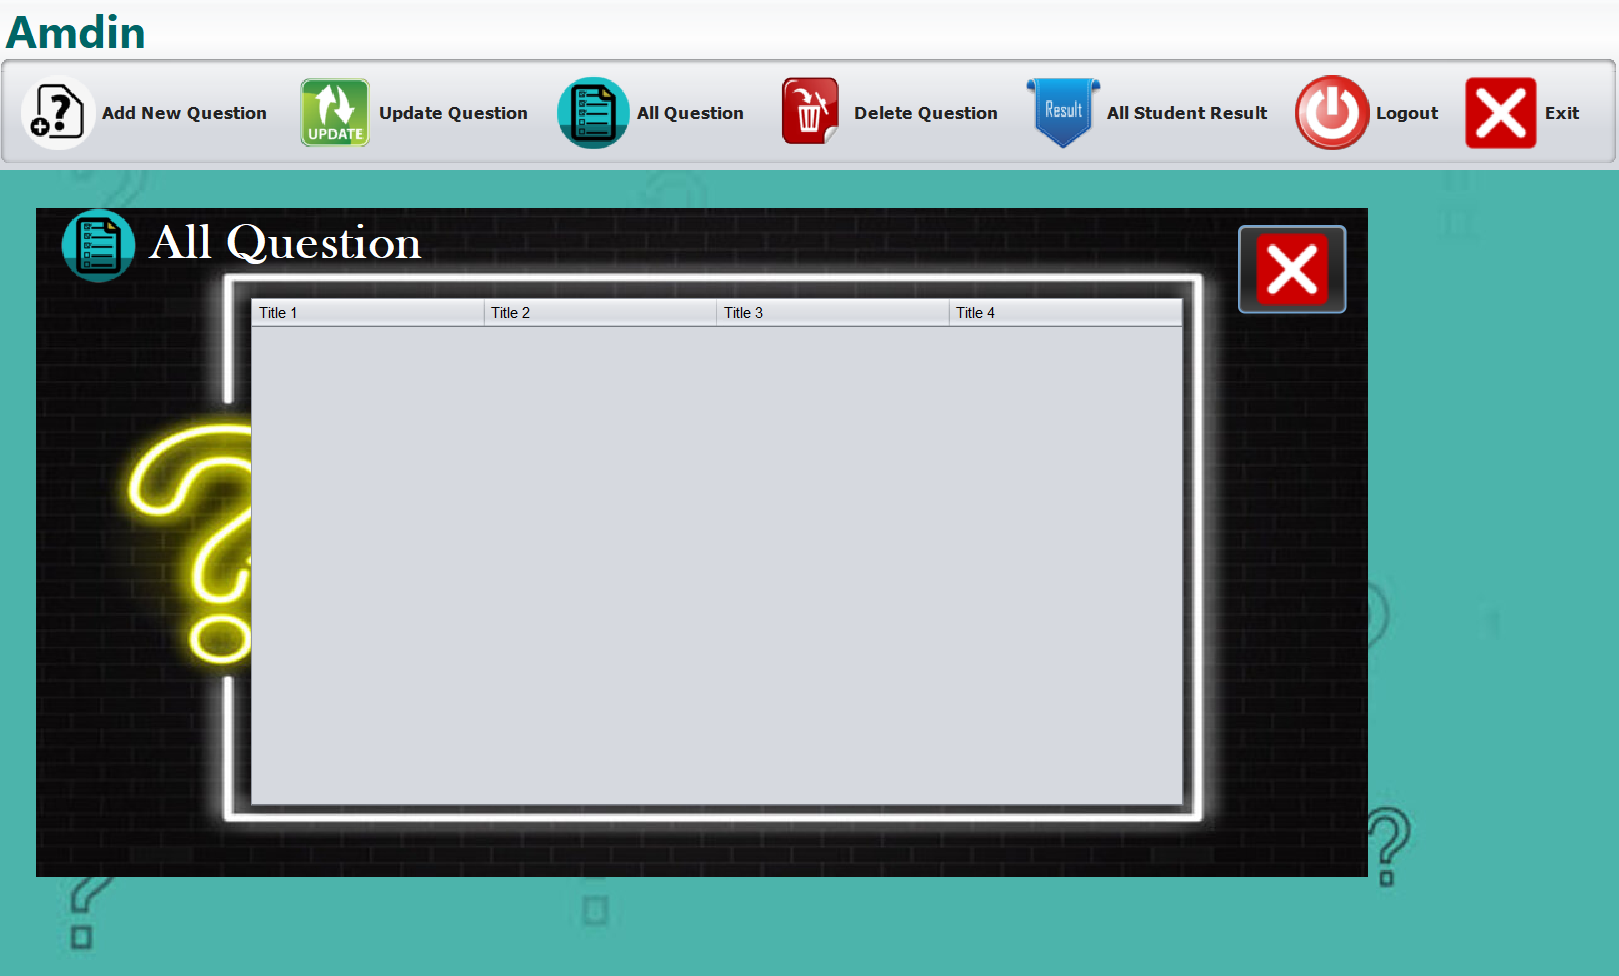 Amdin
Add New Question
UPDATE
Update Question
All Question
Delete Question
Result
All Student Result
Logout
Exit
All Question
Title 1
Title 2
Title 3
Title 4